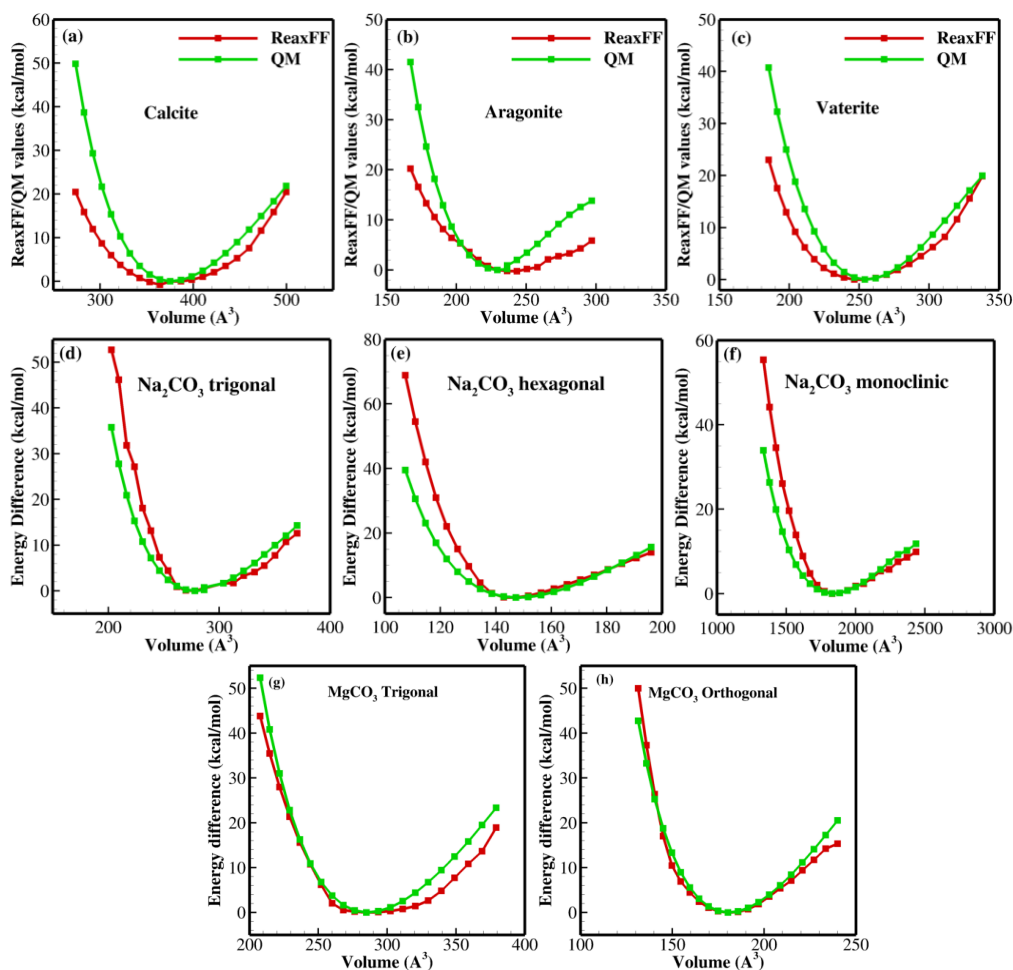 (a)
ReaxFF
QM
Calcite
ReaxFF/QM values (kcal/mol)
60
50
40
30
20
10
0
300
400
500
Volume (A³)
(b)
ReaxFF
QM
Aragonite
ReaxFF/QM values (kcal/mol)
50
40
30
20
10
0
150
200
250
300
350
Volume (A³)
(c)
ReaxFF
QM
Vaterite
ReaxFF/QM values (kcal/mol)
50
40
30
20
10
0
150
200
250
300
350
Volume (A³)
(d)
Na₂CO₃ trigonal
Energy Difference (kcal/mol)
50
40
30
20
10
0
200
300
400
Volume (A³)
(e)
Na₂CO₃ hexagonal
Energy Difference (kcal/mol)
80
60
40
20
0
100
120
140
160
180
200
Volume (A³)
(f)
Na₂CO₃ monoclinic
Energy Difference (kcal/mol)
60
50
40
30
20
10
0
1000
1500
2000
2500
3000
Volume (A³)
(g)
MgCO₃ Trigonal
Energy difference (kcal/mol)
50
40
30
20
10
0
200
250
300
350
400
Volume (A³)
(h)
MgCO₃ Orthogonal
Energy difference (kcal/mol)
50
40
30
20
10
0
100
150
200
250
Volume (A³)